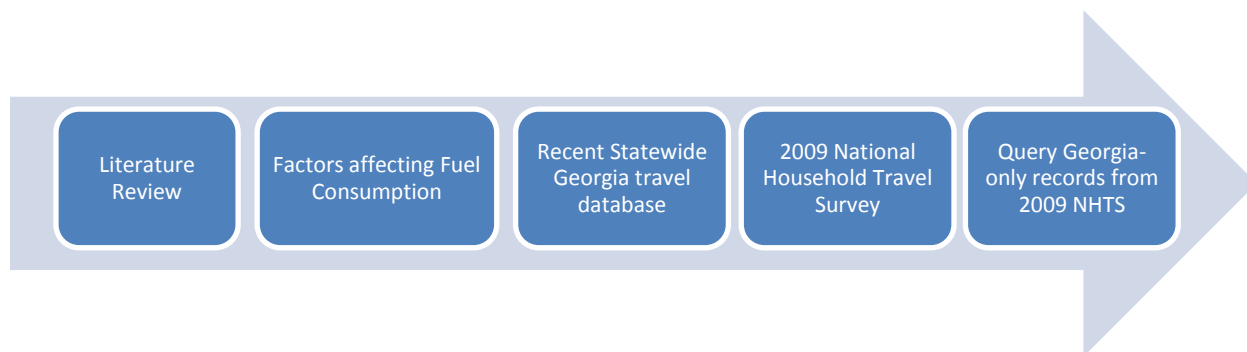 Literature
Review
Factors affecting Fuel
Consumption
Recent Statewide
Georgia travel
database
2009 National
Household Travel
Survey
Query Georgia-
only records from
2009 NHTS